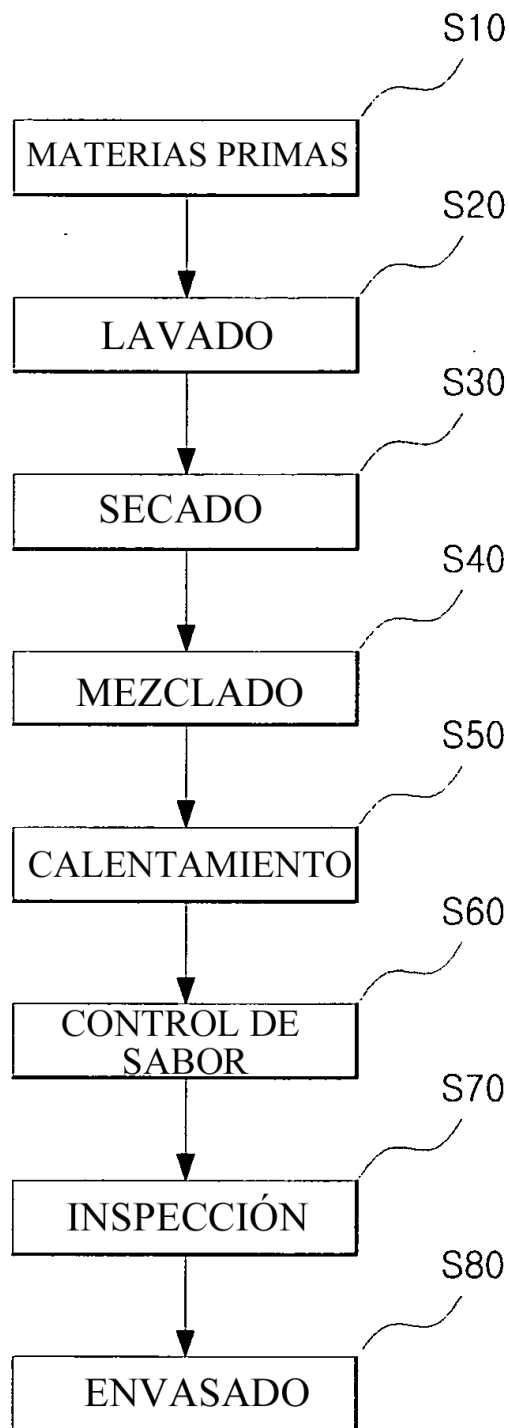 S10
MATERIAS PRIMAS
S20
LAVADO
S30
SECADO
S40
MEZCLADO
S50
CALENTAMIENTO
S60
CONTROL DE
SABOR
S70
INSPECCIÓN
S80
ENVASADO